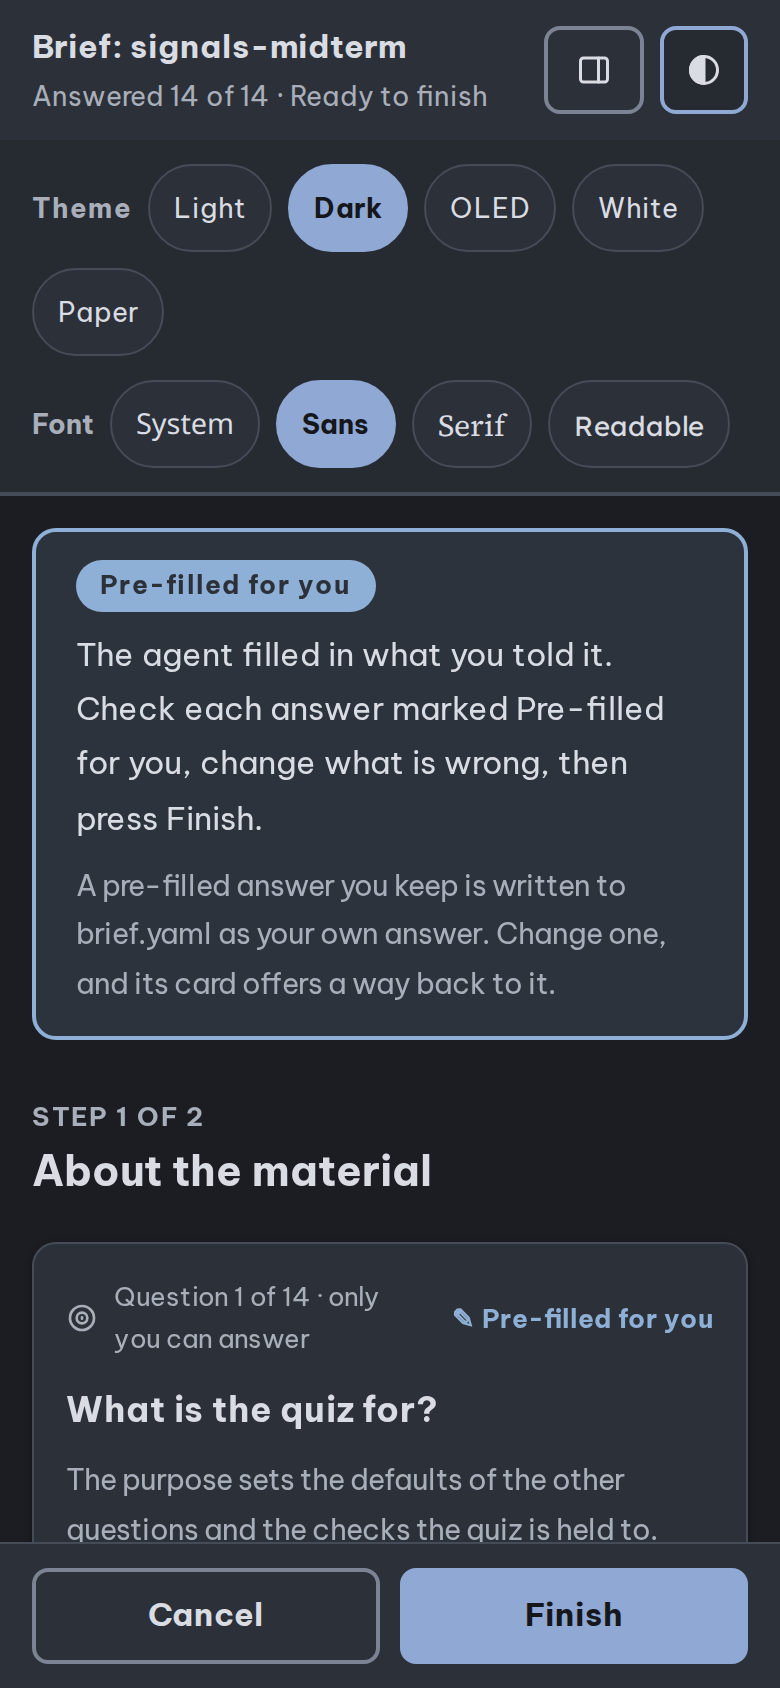 Brief: signals-midterm
Answered 14 of 14 · Ready to finish
Theme Light Dark OLED White
Paper
Font System Sans Serif Readable
Pre-filled for you
The agent filled in what you told it.
Check each answer marked Pre-filled
for you, change what is wrong, then
press Finish.
A pre-filled answer you keep is written to
brief.yaml as your own answer. Change one,
and its card offers a way back to it.
STEP 1 OF 2
About the material
Question 1 of 14 · only
you can answer
✎ Pre-filled for you
What is the quiz for?
The purpose sets the defaults of the other
questions and the checks the quiz is held to.
Cancel Finish